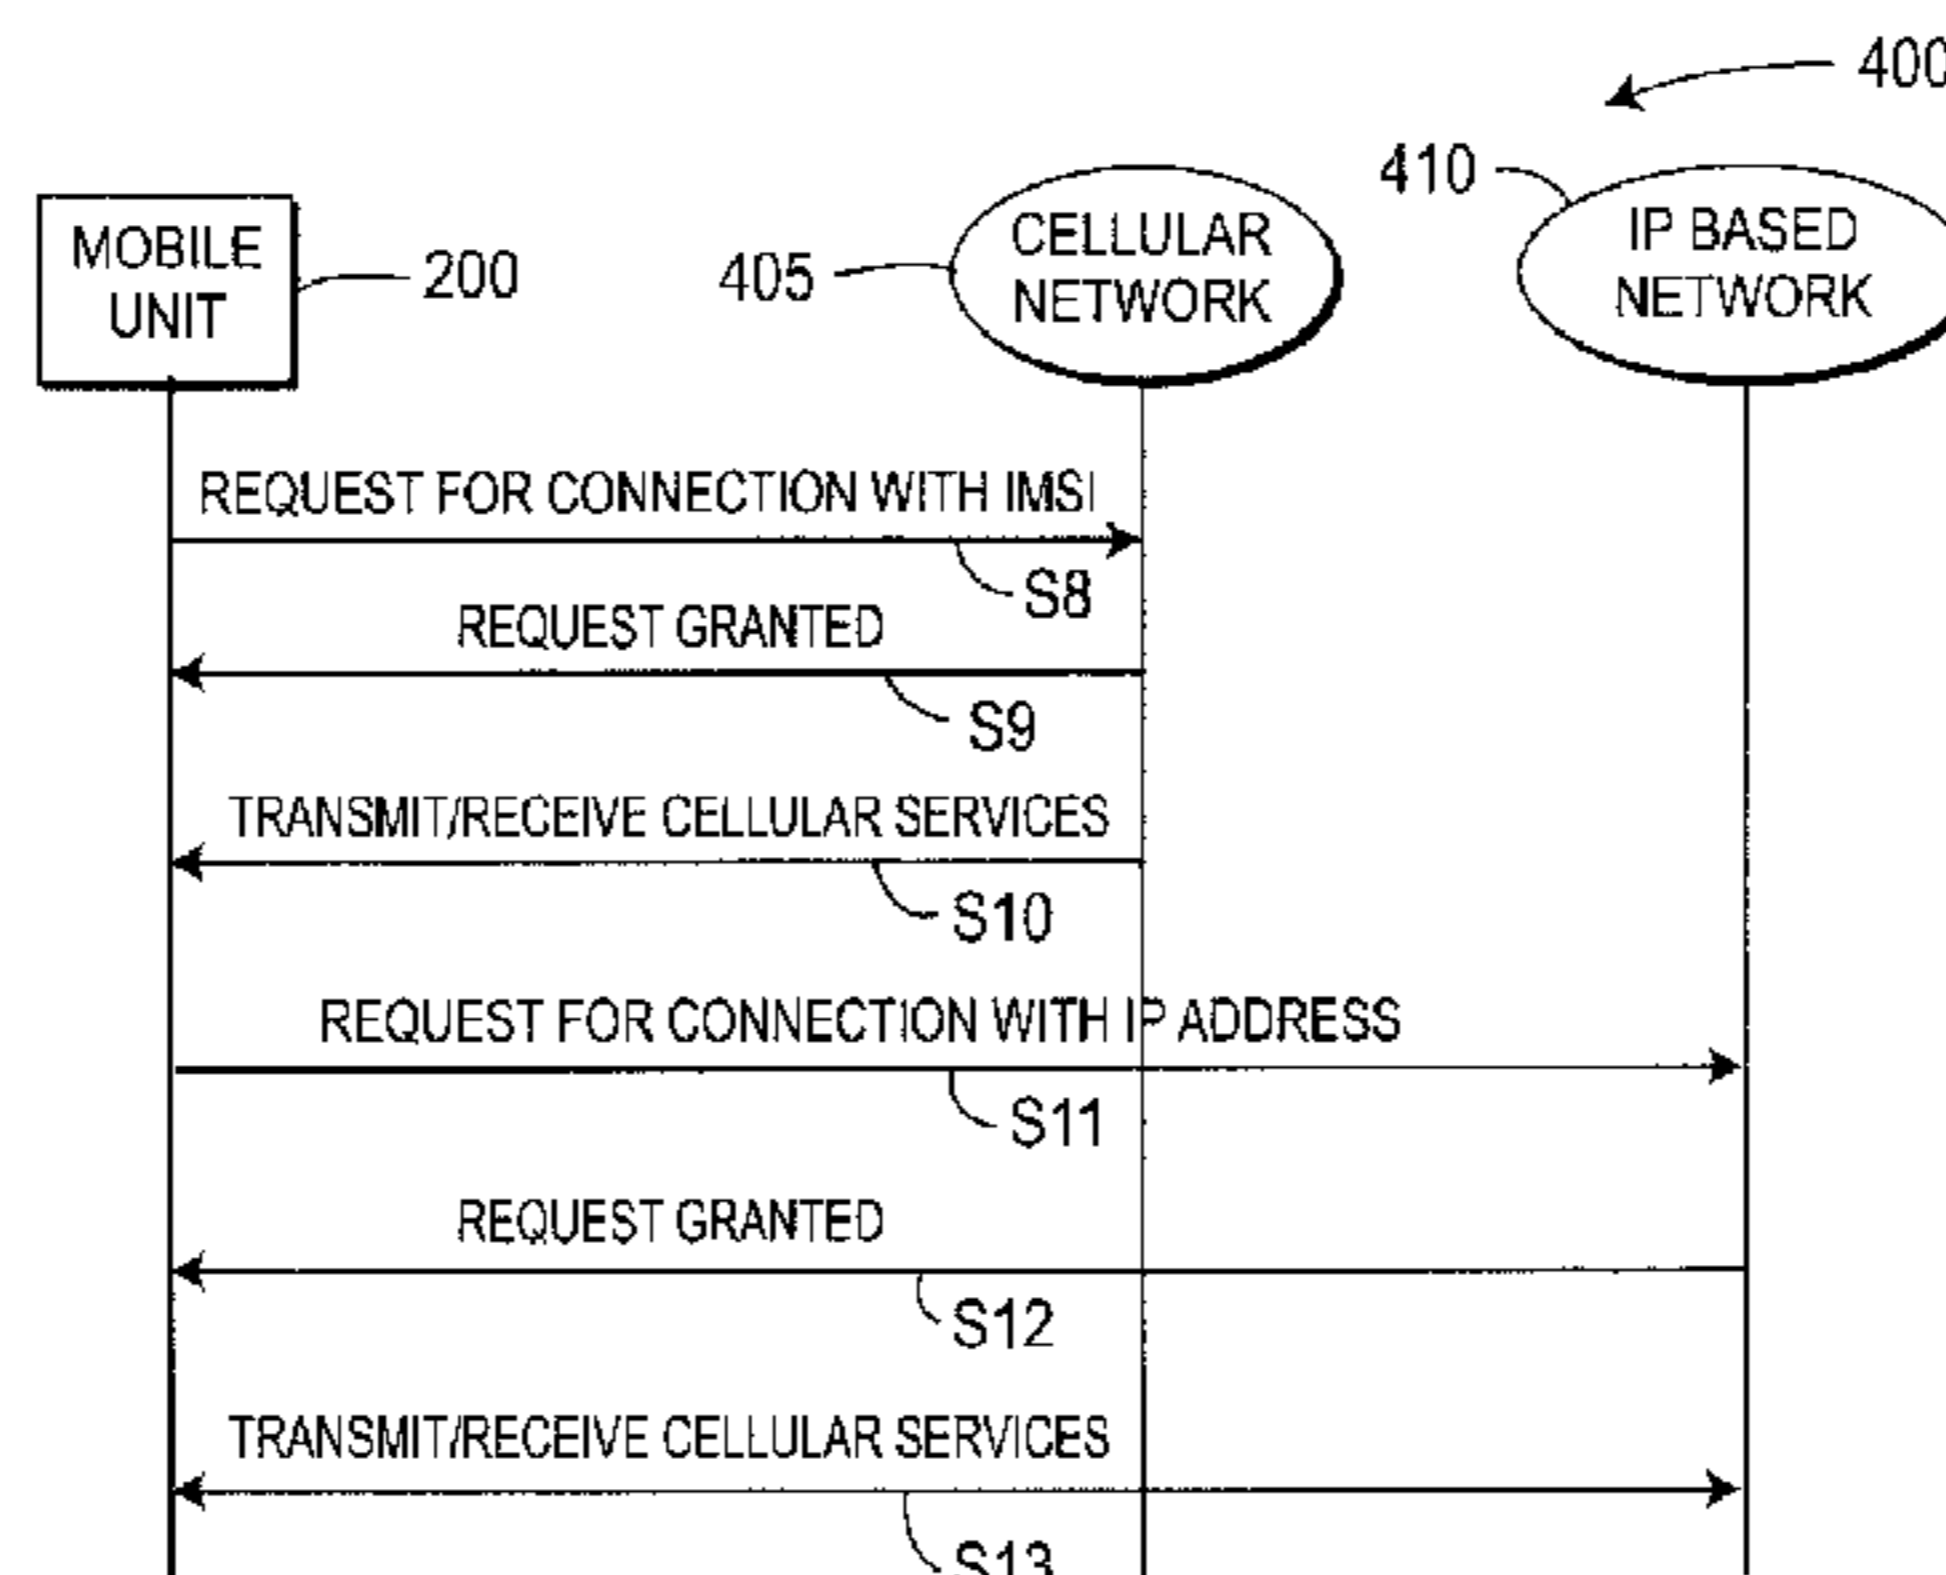 400
410
MOBILE
UNIT
200
405
CELLULAR
NETWORK
IP BASED
NETWORK
REQUEST FOR CONNECTION WITH IMSI
S8
REQUEST GRANTED
S9
TRANSMIT/RECEIVE CELLULAR SERVICES
S10
REQUEST FOR CONNECTION WITH IP ADDRESS
S11
REQUEST GRANTED
S12
TRANSMIT/RECEIVE CELLULAR SERVICES
S13